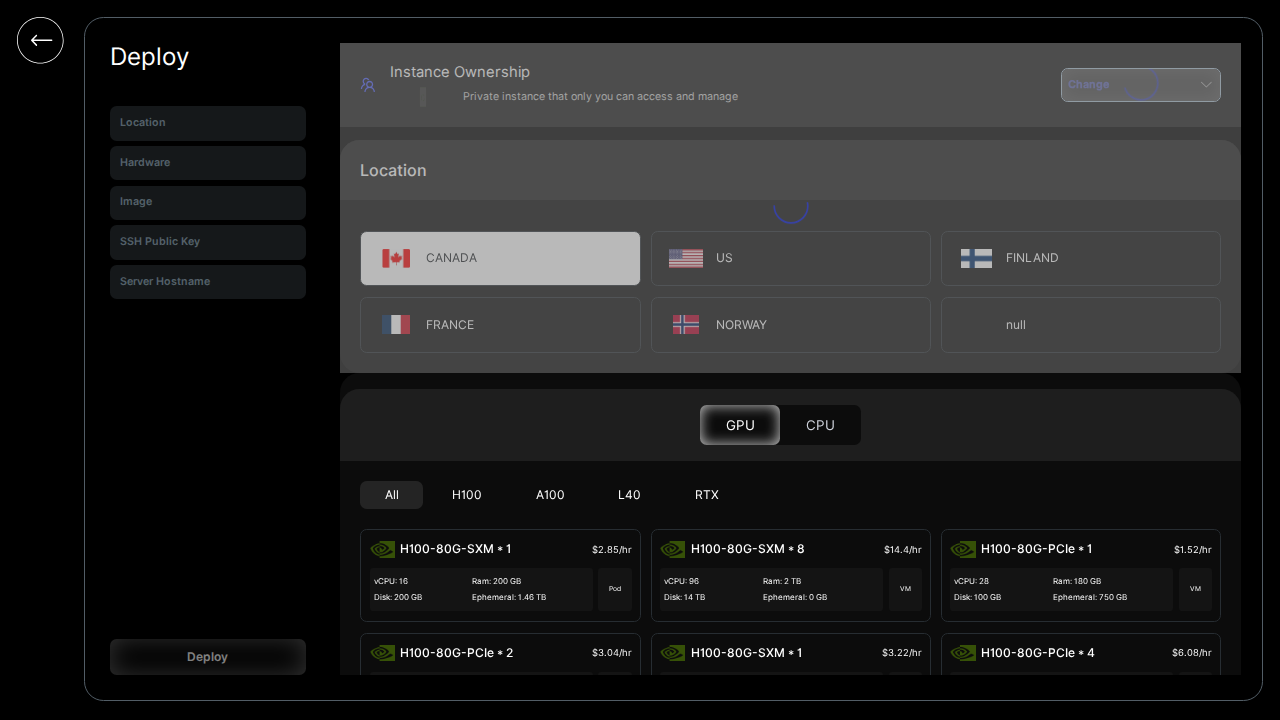 Deploy
Location
Hardware
Image
SSH Public Key
Server Hostname
Deploy
Instance Ownership
Private instance that only you can access and manage
Change
Location
CANADA
US
FINLAND
FRANCE
NORWAY
null
GPU
CPU
All
H100
A100
L40
RTX
H100-80G-SXM * 1
$2.85/hr
vCPU: 16
Ram: 200 GB
Disk: 200 GB
Ephemeral: 1.46 TB
Pod
H100-80G-SXM * 8
$14.4/hr
vCPU: 96
Ram: 2 TB
Disk: 14 TB
Ephemeral: 0 GB
VM
H100-80G-PCIe * 1
$1.52/hr
vCPU: 28
Ram: 180 GB
Disk: 100 GB
Ephemeral: 750 GB
VM
H100-80G-PCIe * 2
$3.04/hr
H100-80G-SXM * 1
$3.22/hr
H100-80G-PCIe * 4
$6.08/hr